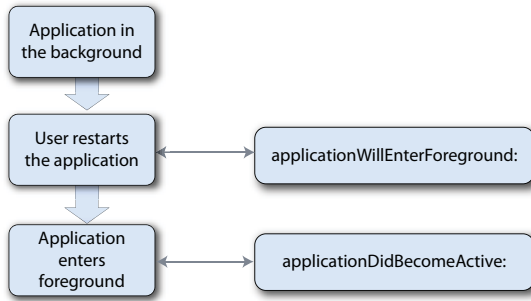 Application in
the background
User restarts
the application
applicationWillEnterForeground:
Application
enters
foreground
applicationDidBecomeActive: